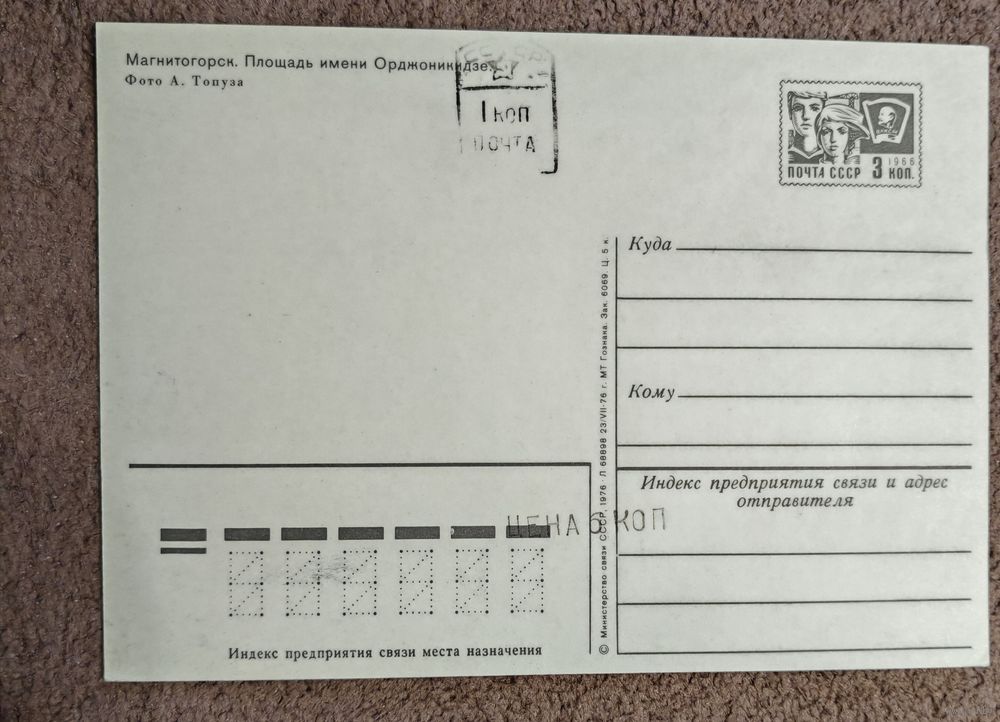 Магнитогорск. Площадь имени Орджоникидзе.
Фото А. Топуза
1 коп
ПОЧТА
ВЛКСМ
1966
ПОЧТА СССР 3 КОП.
Куда
Кому
© Министерство связи СССР, 1976 · Л 68898 23/VII-76 г. МТ Гознака. Зак. 6069. Ц. 5 к.
Индекс предприятия связи и адрес
отправителя
ЦЕНА 6 КОП
Индекс предприятия связи места назначения